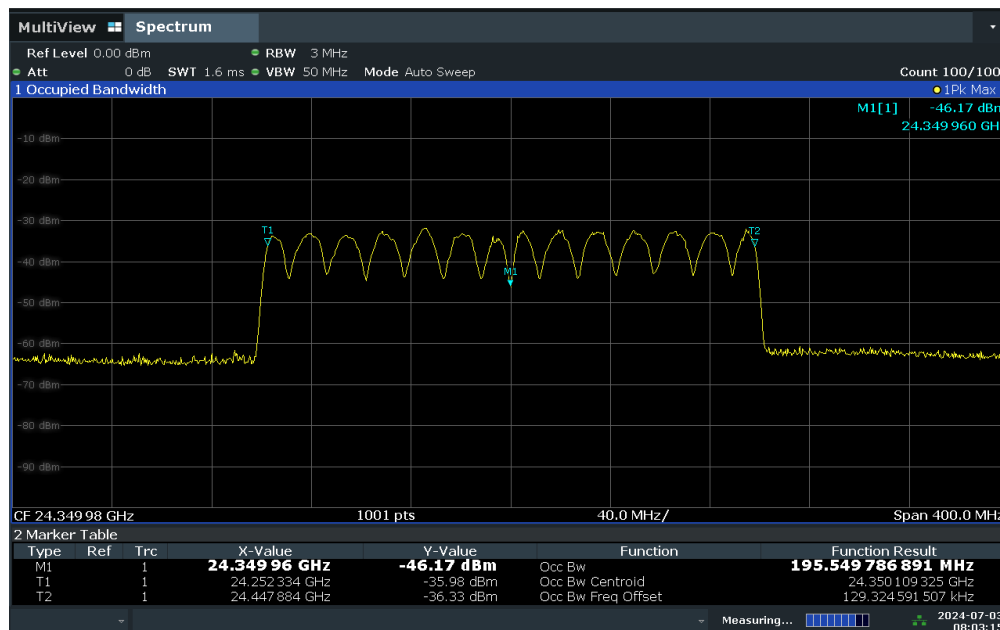 MultiView Spectrum
Ref Level 0.00 dBm RBW 3 MHz
Att 0 dB SWT 1.6 ms VBW 50 MHz Mode Auto Sweep Count 100/100
1 Occupied Bandwidth 1Pk Max
M1[1] -46.17 dBm
24.349 960 GH
-10 dBm
-20 dBm
-30 dBm
T1 T2
-40 dBm
M1
-50 dBm
-60 dBm
-70 dBm
-80 dBm
-90 dBm
CF 24.349 98 GHz 1001 pts 40.0 MHz/ Span 400.0 MHz
2 Marker Table
Type Ref Trc X-Value Y-Value Function Function Result
M1 1 24.349 96 GHz -46.17 dBm Occ Bw 195.549 786 891 MHz
T1 1 24.252 334 GHz -35.98 dBm Occ Bw Centroid 24.350 109 325 GHz
T2 1 24.447 884 GHz -36.33 dBm Occ Bw Freq Offset 129.324 591 507 kHz
Measuring... 2024-07-03
08:03:15